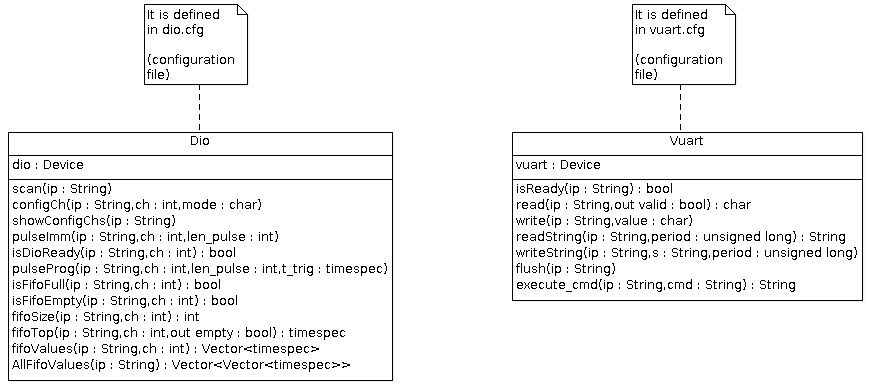 It is defined
in dio.cfg
(configuration
file)
Dio
dio : Device
scan(ip : String)
configCh(ip : String,ch : int,mode : char)
showConfigChs(ip : String)
pulseImm(ip : String,ch : int,len_pulse : int)
isDioReady(ip : String,ch : int) : bool
pulseProg(ip : String,ch : int,len_pulse : int,t_trig : timespec)
isFifoFull(ip : String,ch : int) : bool
isFifoEmpty(ip : String,ch : int) : bool
fifoSize(ip : String,ch : int) : int
fifoTop(ip : String,ch : int,out empty : bool) : timespec
fifoValues(ip : String,ch : int) : Vector<timespec>
AllFifoValues(ip : String) : Vector<Vector<timespec>>
It is defined
in vuart.cfg
(configuration
file)
Vuart
vuart : Device
isReady(ip : String) : bool
read(ip : String,out valid : bool) : char
write(ip : String,value : char)
readString(ip : String,period : unsigned long) : String
writeString(ip : String,s : String,period : unsigned long)
flush(ip : String)
execute_cmd(ip : String,cmd : String) : String